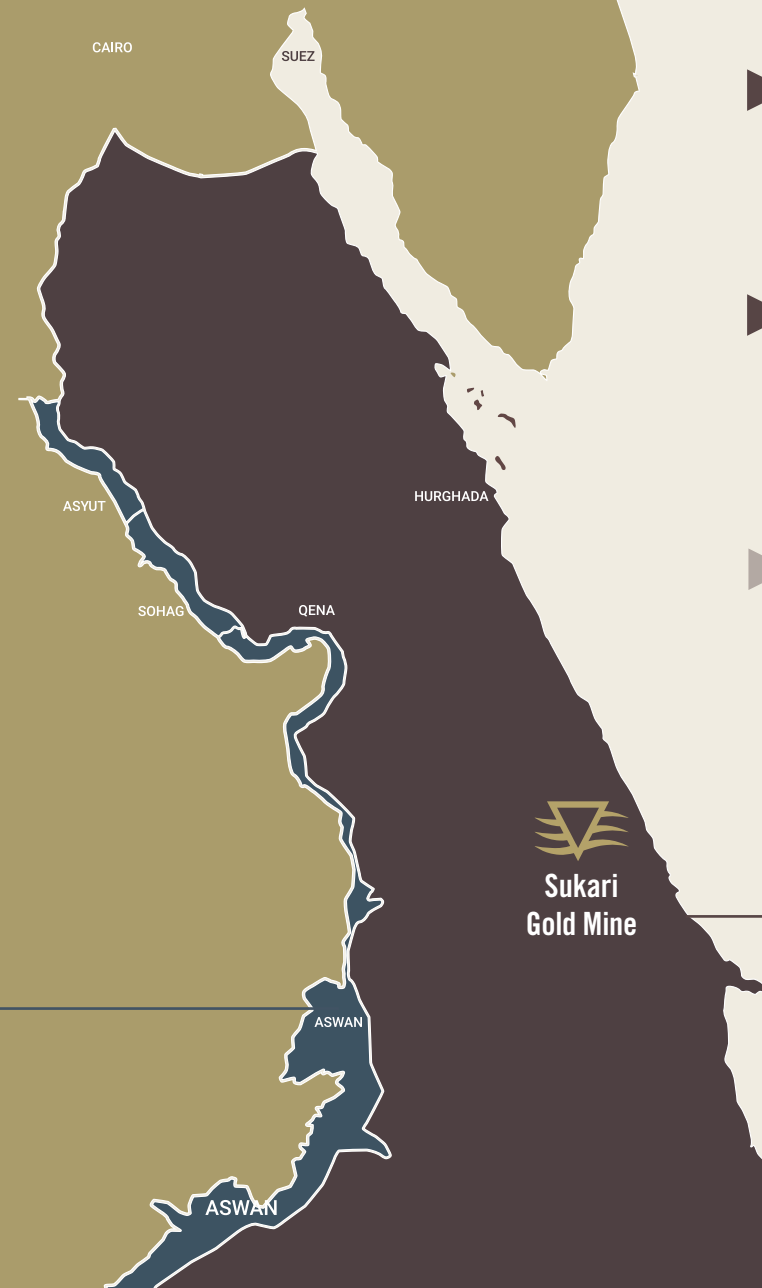 CAIRO
SUEZ
ASYUT
HURGHADA
SOHAG
QENA
Sukari
Gold Mine
ASWAN
ASWAN